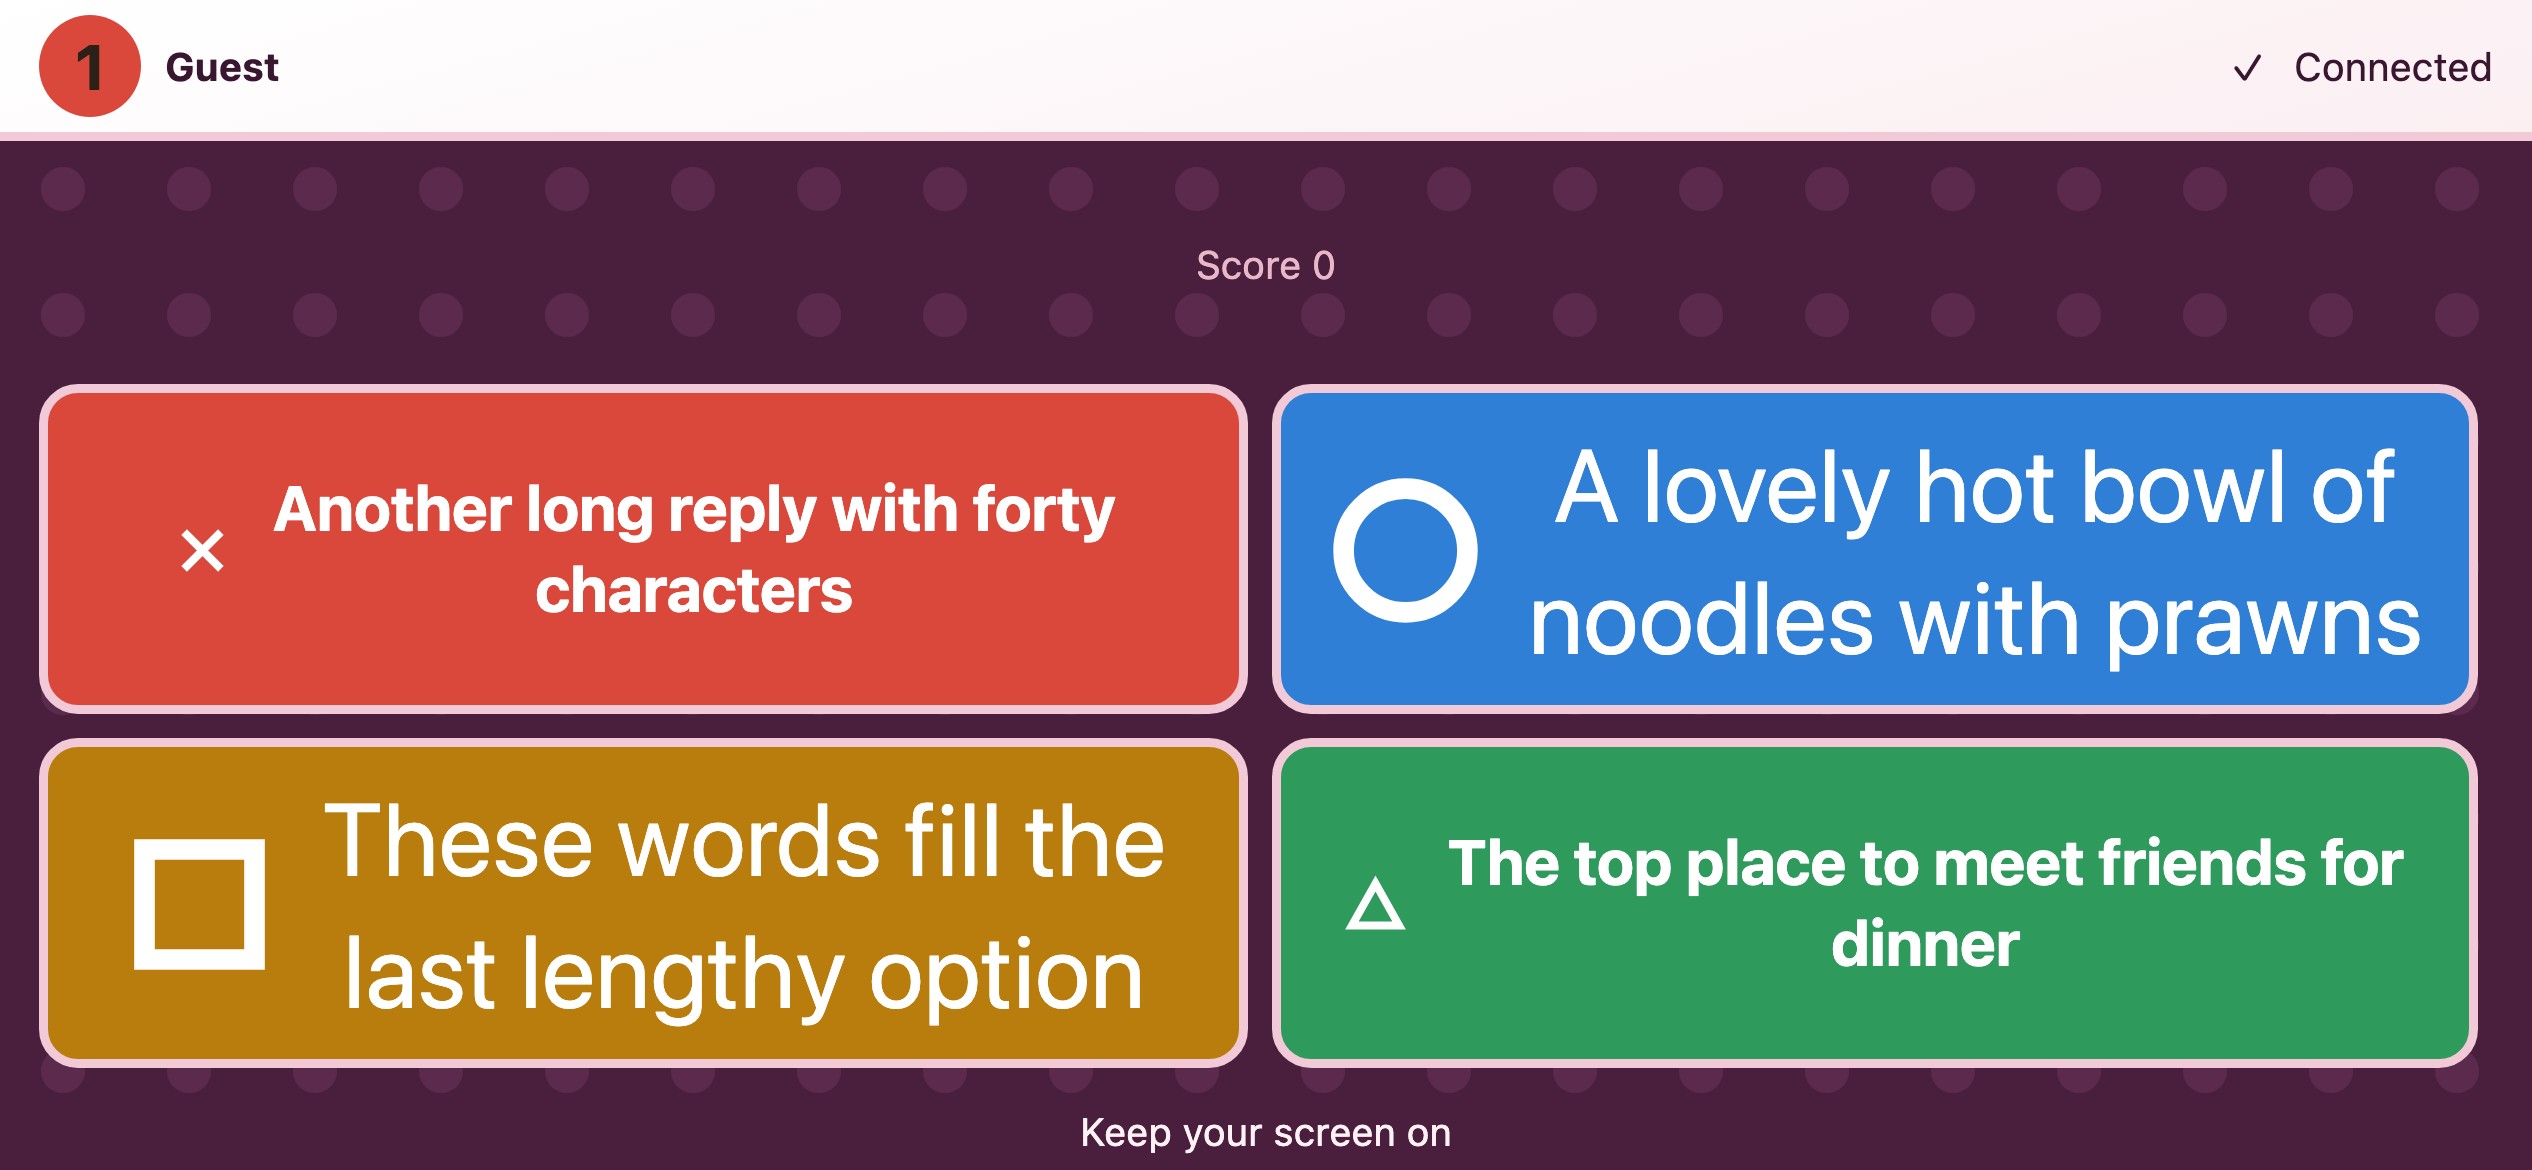 1 Guest
✓ Connected
Score 0
Another long reply with forty
characters
A lovely hot bowl of
noodles with prawns
These words fill the
last lengthy option
The top place to meet friends for
dinner
Keep your screen on